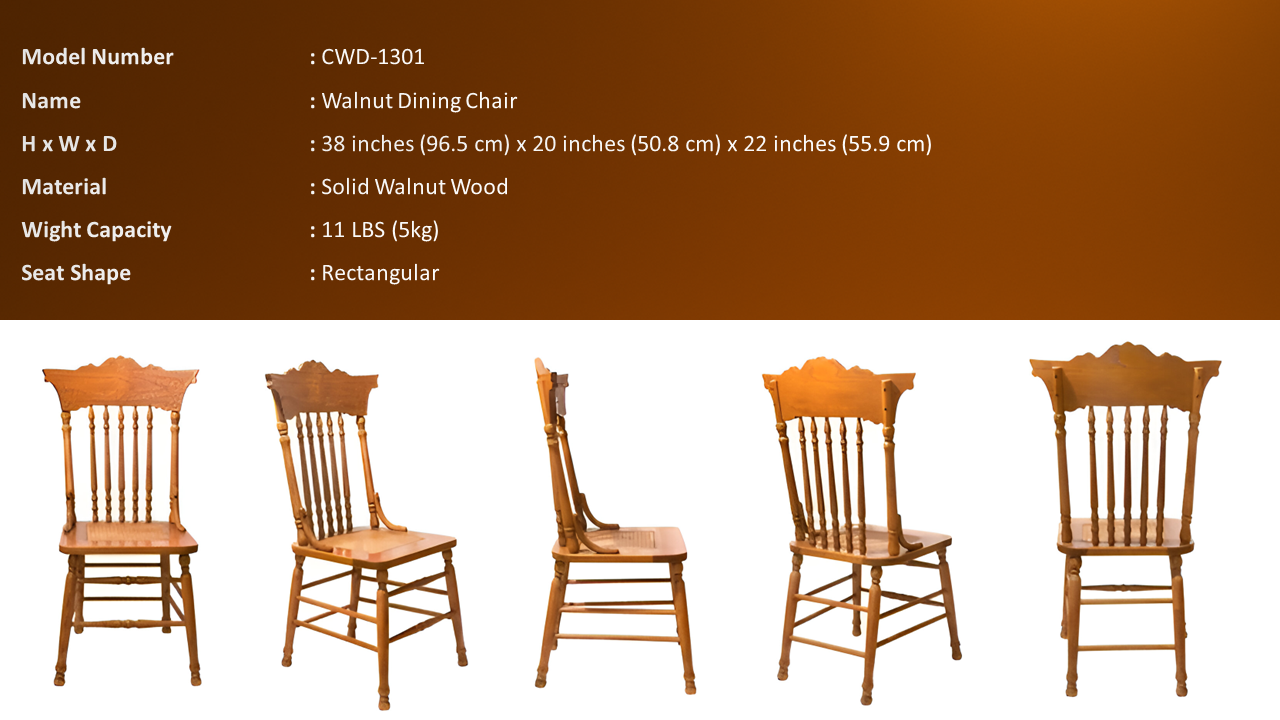 Model Number : CWD-1301
Name : Walnut Dining Chair
H x W x D : 38 inches (96.5 cm) x 20 inches (50.8 cm) x 22 inches (55.9 cm)
Material : Solid Walnut Wood
Wight Capacity : 11 LBS (5kg)
Seat Shape : Rectangular